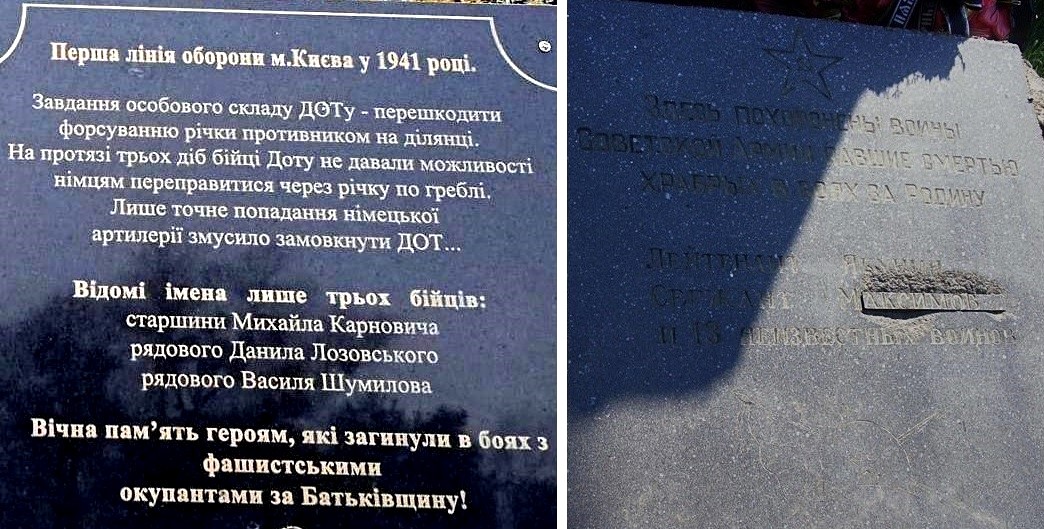 Перша лінія оборони м.Києва у 1941 році.
Завдання особового складу ДОТу - перешкодити
форсуванню річки противником на ділянці.
На протязі трьох діб бійці Доту не давали можливості
німцям переправитися через річку по греблі.
Лише точне попадання німецької
артилерії змусило замовкнути ДОТ...
Відомі імена лише трьох бійців:
старшини Михайла Карновича
рядового Данила Лозовського
рядового Василя Шумилова
Вічна пам’ять героям, які загинули в боях з
фашистськими
окупантами за Батьківщину!
Здесь похоронены воины
Советской Армии павшие смертью
храбрых в боях за Родину
Лейтенант
Сержант Максимов
и 13 неизвестных воинов